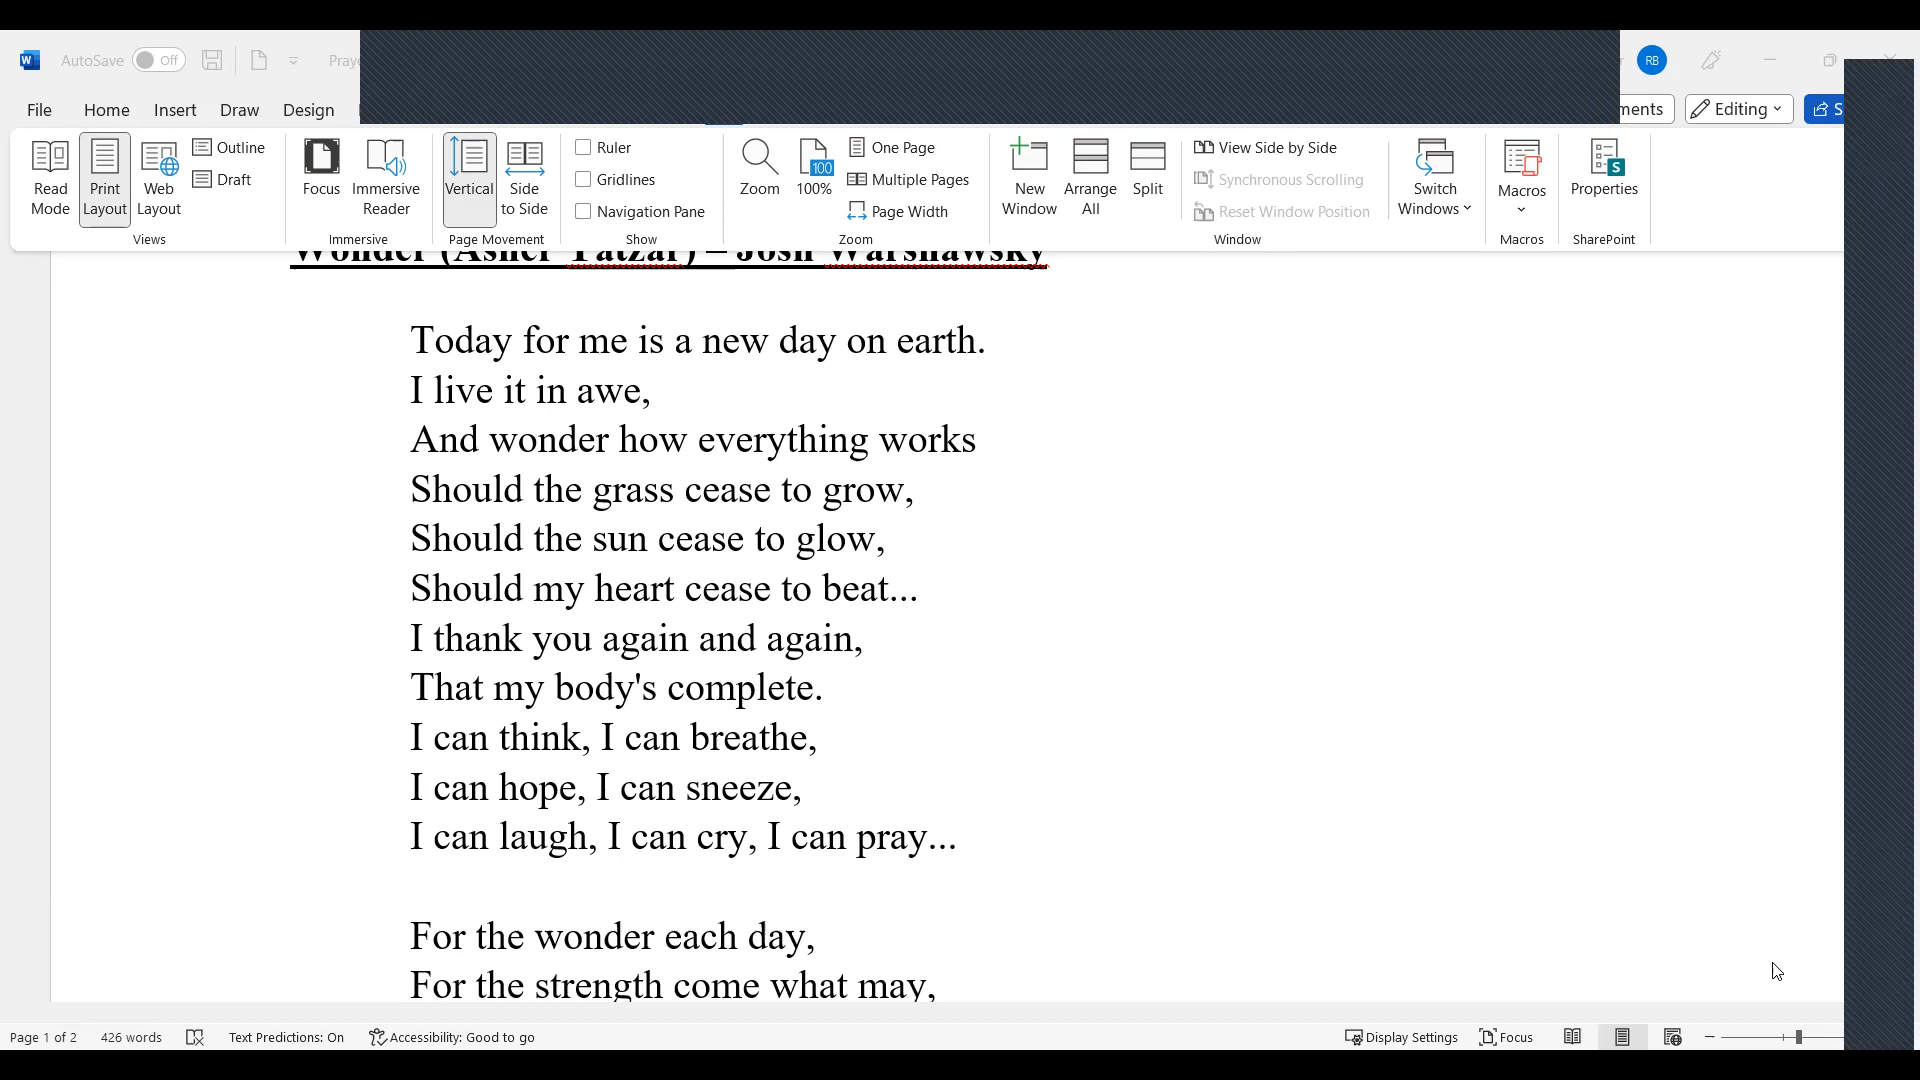 AutoSave Off
File Home Insert Draw Design
Editing
RB
Read Mode
Print Layout
Web Layout
Outline
Draft
Views
Focus
Immersive Reader
Immersive
Vertical
Side to Side
Page Movement
Ruler
Gridlines
Navigation Pane
Show
Zoom
100
100%
One Page
Multiple Pages
Page Width
Zoom
New Window
Arrange All
Split
View Side by Side
Synchronous Scrolling
Reset Window Position
Switch Windows
Window
Macros
Macros
S
Properties
SharePoint
Wonder (Asher Yatzar) – Josh Warshawsky
Today for me is a new day on earth.
I live it in awe,
And wonder how everything works
Should the grass cease to grow,
Should the sun cease to glow,
Should my heart cease to beat...
I thank you again and again,
That my body's complete.
I can think, I can breathe,
I can hope, I can sneeze,
I can laugh, I can cry, I can pray...
For the wonder each day,
For the strength come what may,
Page 1 of 2 426 words Text Predictions: On Accessibility: Good to go Display Settings Focus